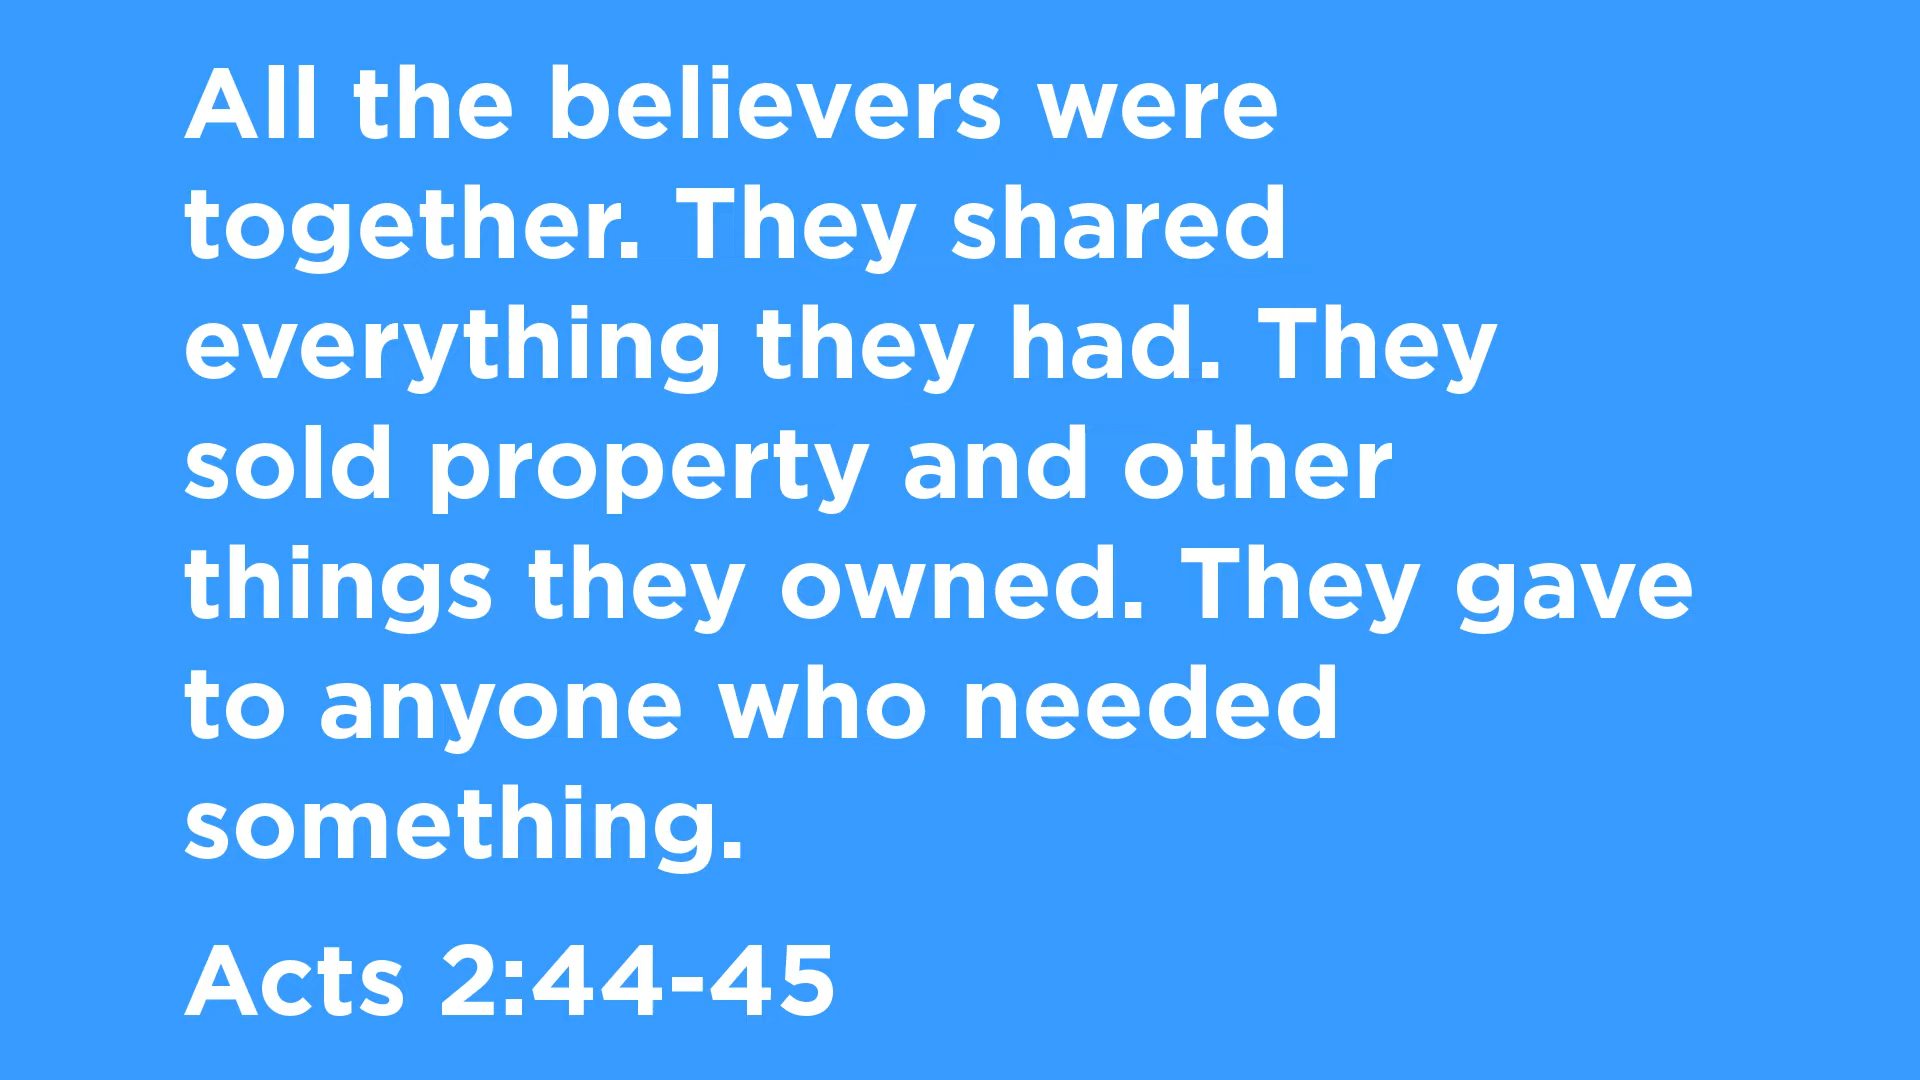 All the believers were
together. They shared
everything they had. They
sold property and other
things they owned. They gave
to anyone who needed
something.
Acts 2:44-45